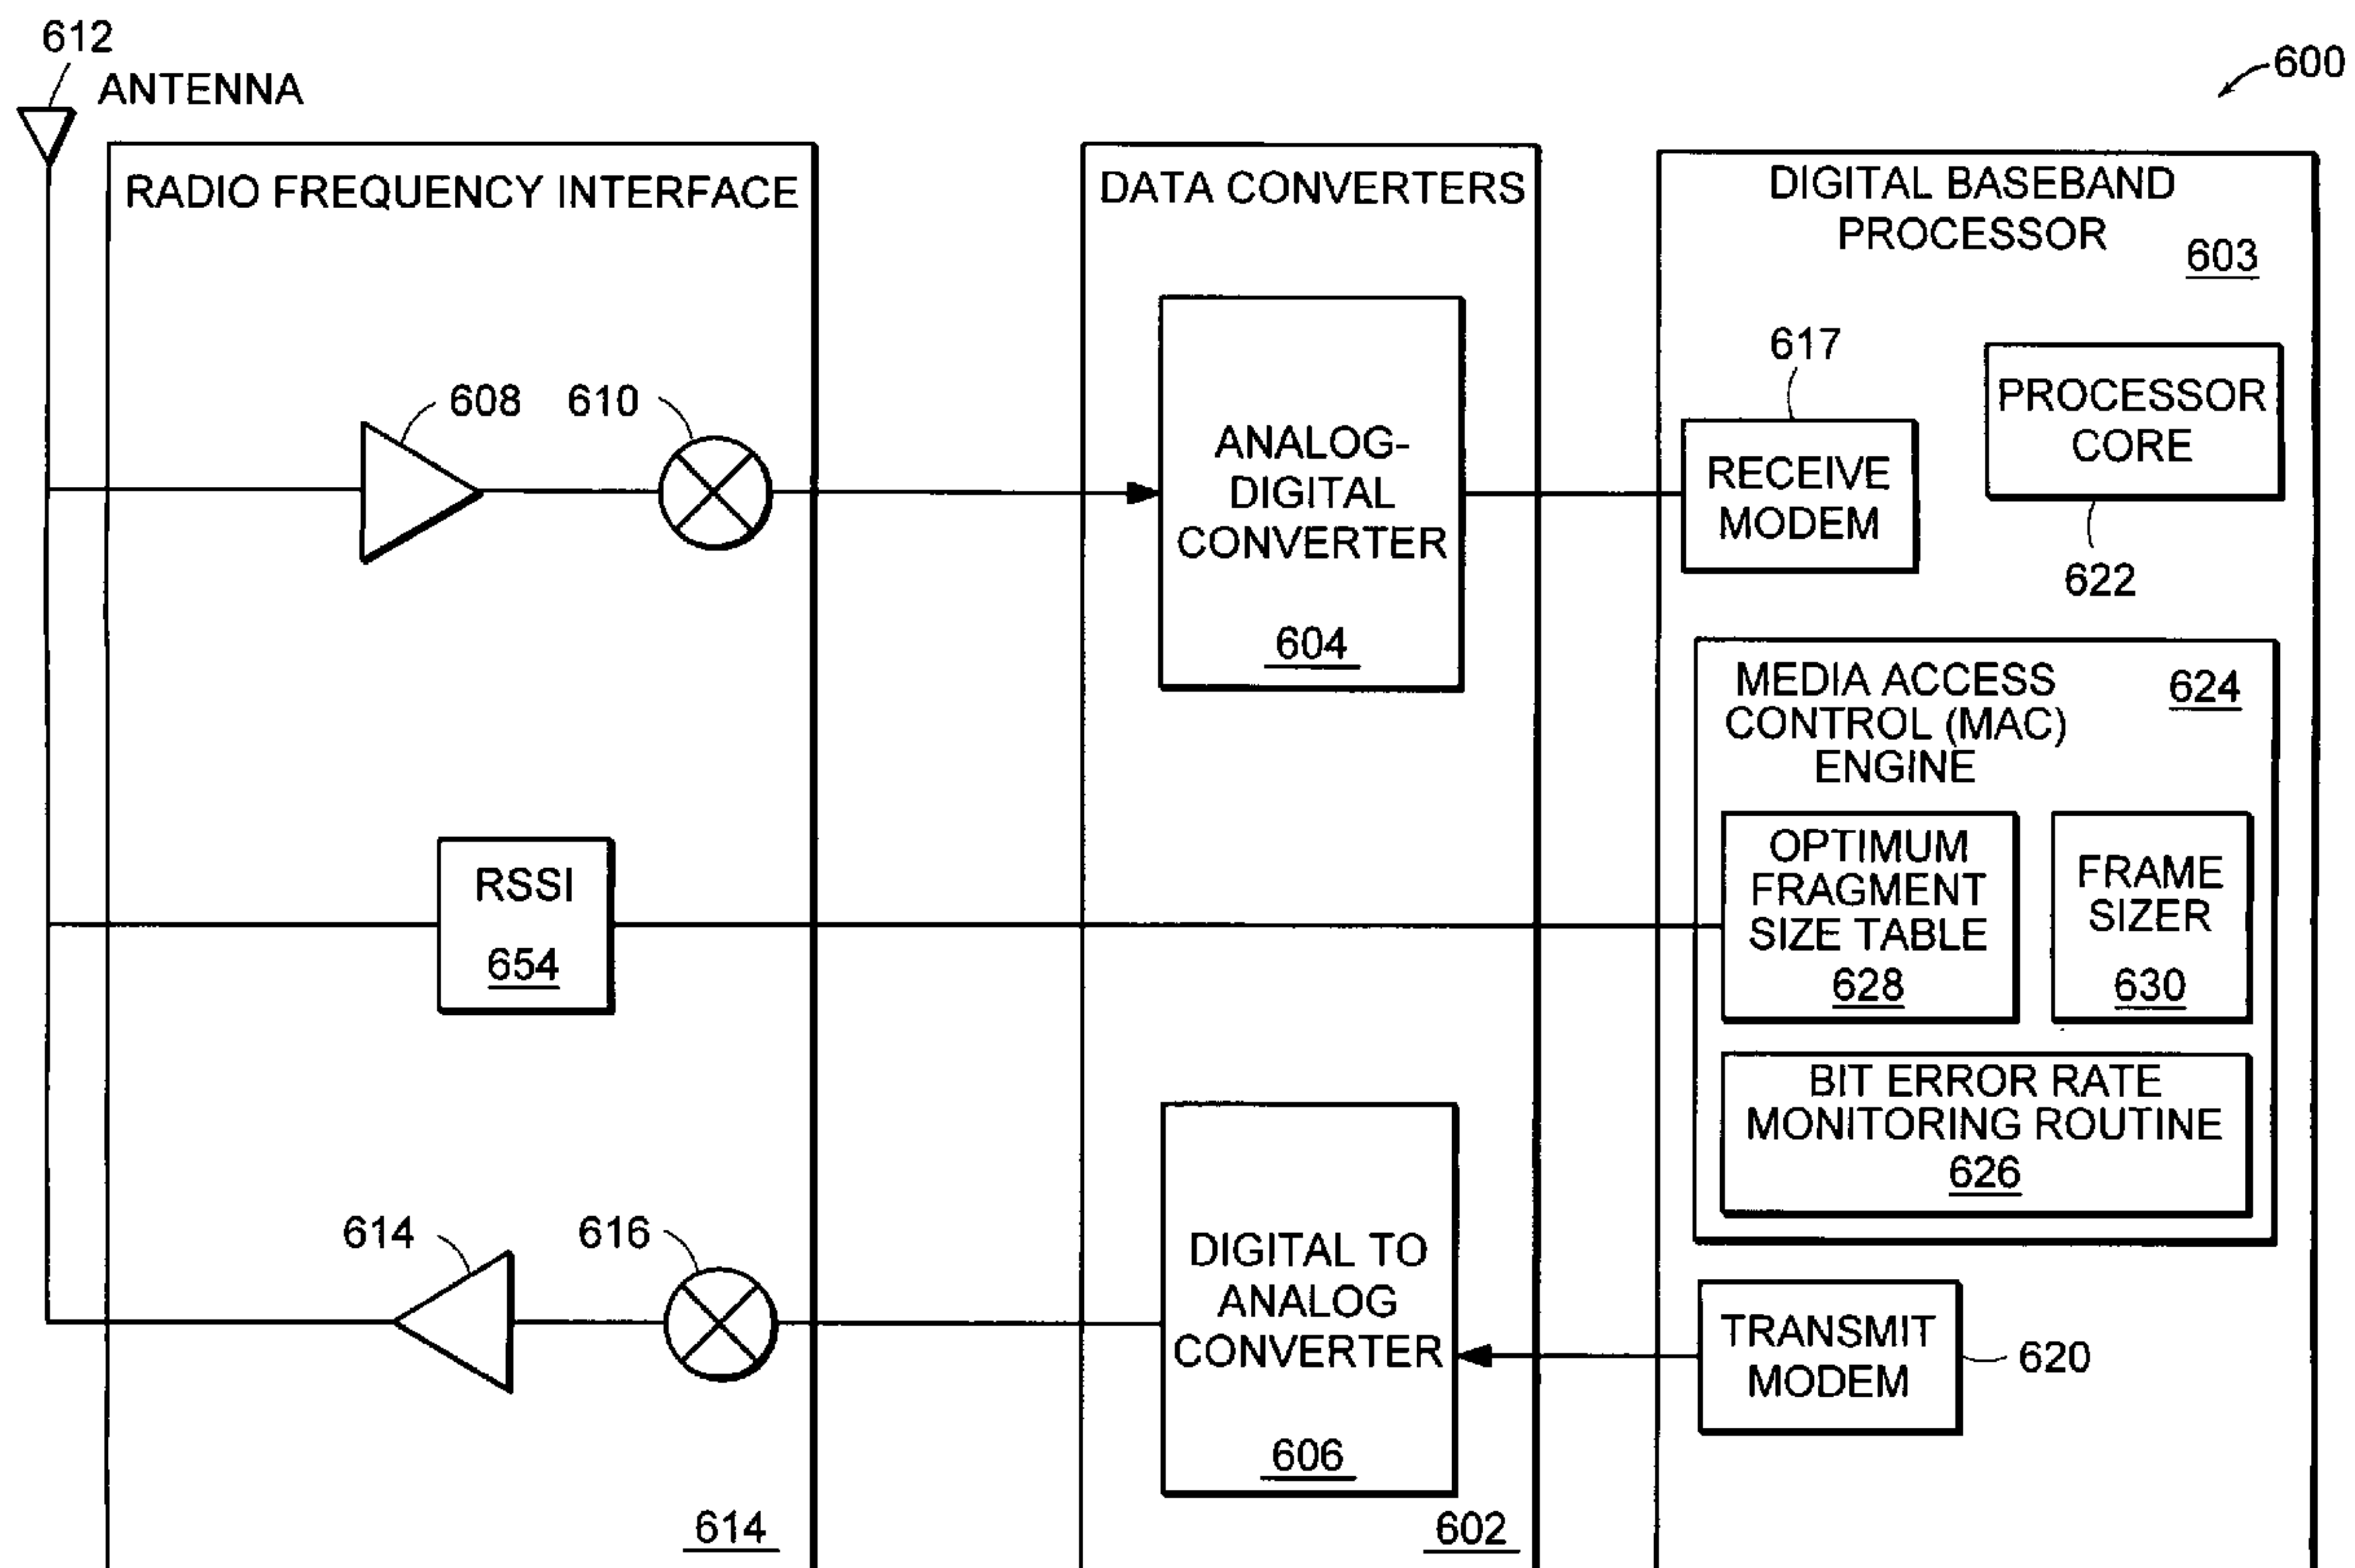 612
ANTENNA
600
RADIO FREQUENCY INTERFACE
608
610
654
RSSI
614
616
614
DATA CONVERTERS
ANALOG-
DIGITAL
CONVERTER
604
DIGITAL TO
ANALOG
CONVERTER
606
602
DIGITAL BASEBAND
PROCESSOR
603
617
RECEIVE
MODEM
PROCESSOR
CORE
622
MEDIA ACCESS
CONTROL (MAC)
ENGINE
624
OPTIMUM
FRAGMENT
SIZE TABLE
628
FRAME
SIZER
630
BIT ERROR RATE
MONITORING ROUTINE
626
TRANSMIT
MODEM
620